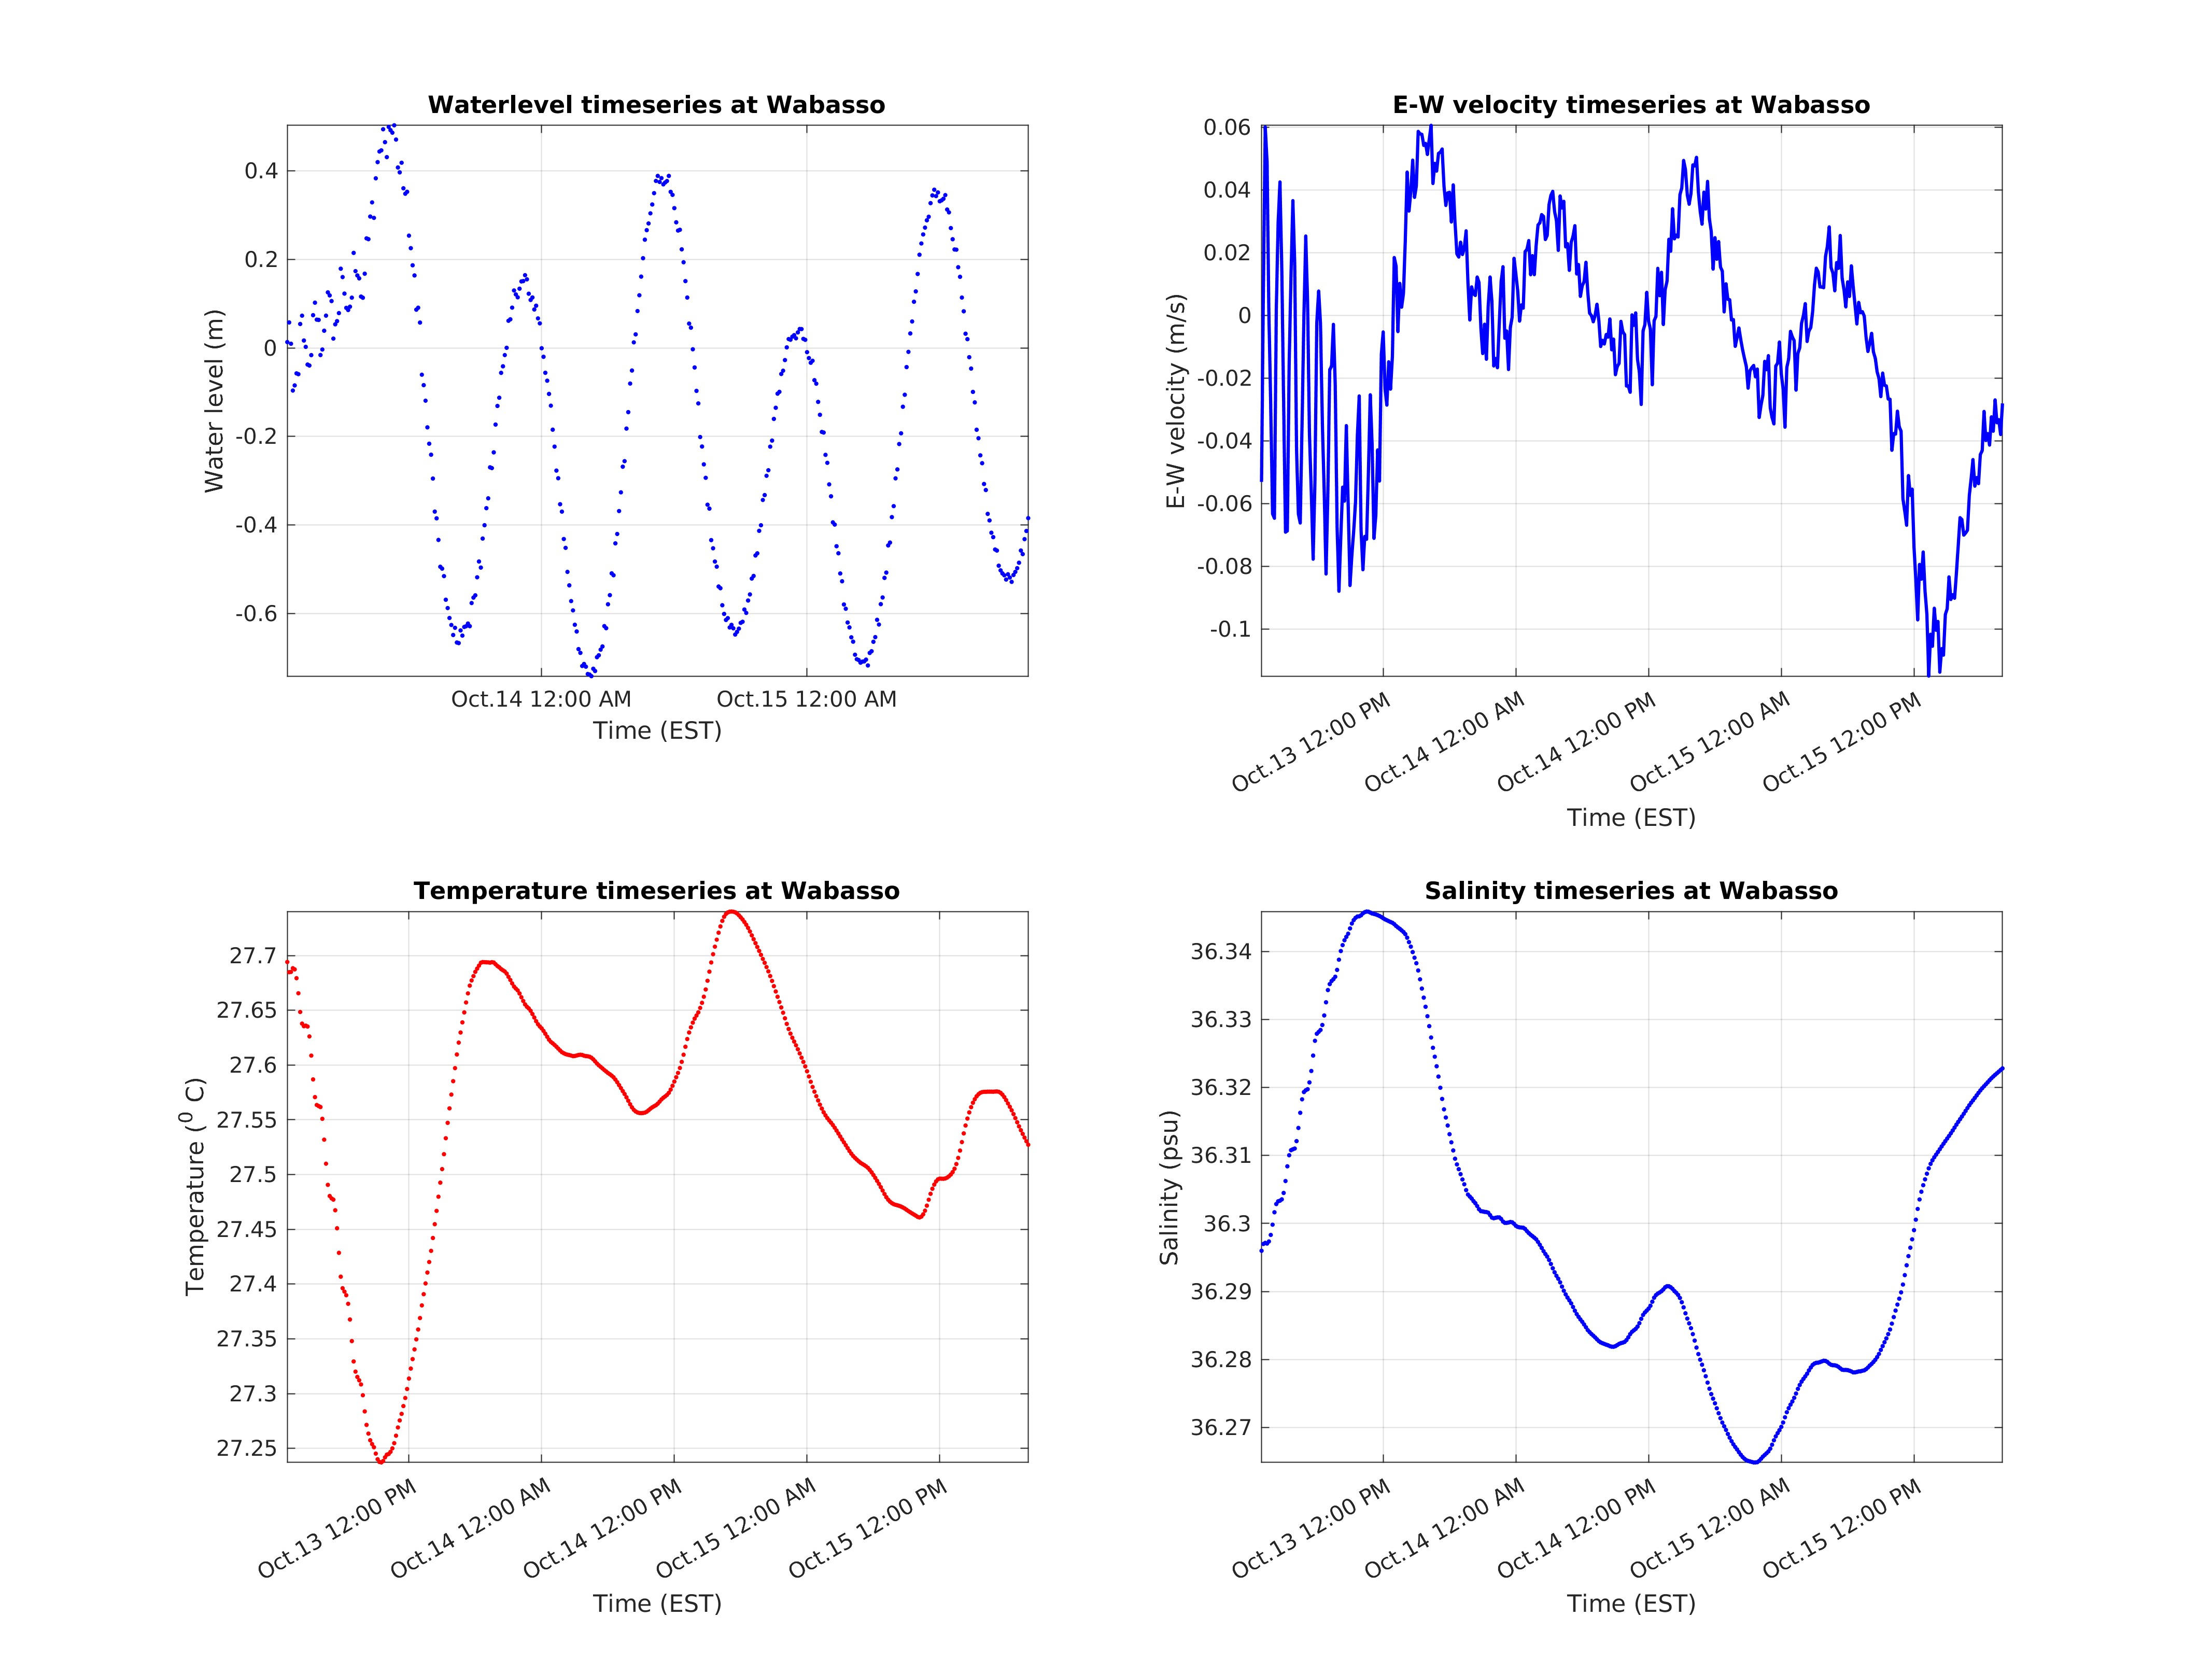 Waterlevel timeseries at Wabasso
0.4
0.2
0
-0.2
-0.4
-0.6
Water level (m)
Oct.14 12:00 AM
Oct.15 12:00 AM
Time (EST)
E-W velocity timeseries at Wabasso
0.06
0.04
0.02
0
-0.02
-0.04
-0.06
-0.08
-0.1
E-W velocity (m/s)
Oct.13 12:00 PM
Oct.14 12:00 AM
Oct.14 12:00 PM
Oct.15 12:00 AM
Oct.15 12:00 PM
Time (EST)
Temperature timeseries at Wabasso
27.7
27.65
27.6
27.55
27.5
27.45
27.4
27.35
27.3
27.25
Temperature (⁰ C)
Oct.13 12:00 PM
Oct.14 12:00 AM
Oct.14 12:00 PM
Oct.15 12:00 AM
Oct.15 12:00 PM
Time (EST)
Salinity timeseries at Wabasso
36.34
36.33
36.32
36.31
36.3
36.29
36.28
36.27
Salinity (psu)
Oct.13 12:00 PM
Oct.14 12:00 AM
Oct.14 12:00 PM
Oct.15 12:00 AM
Oct.15 12:00 PM
Time (EST)